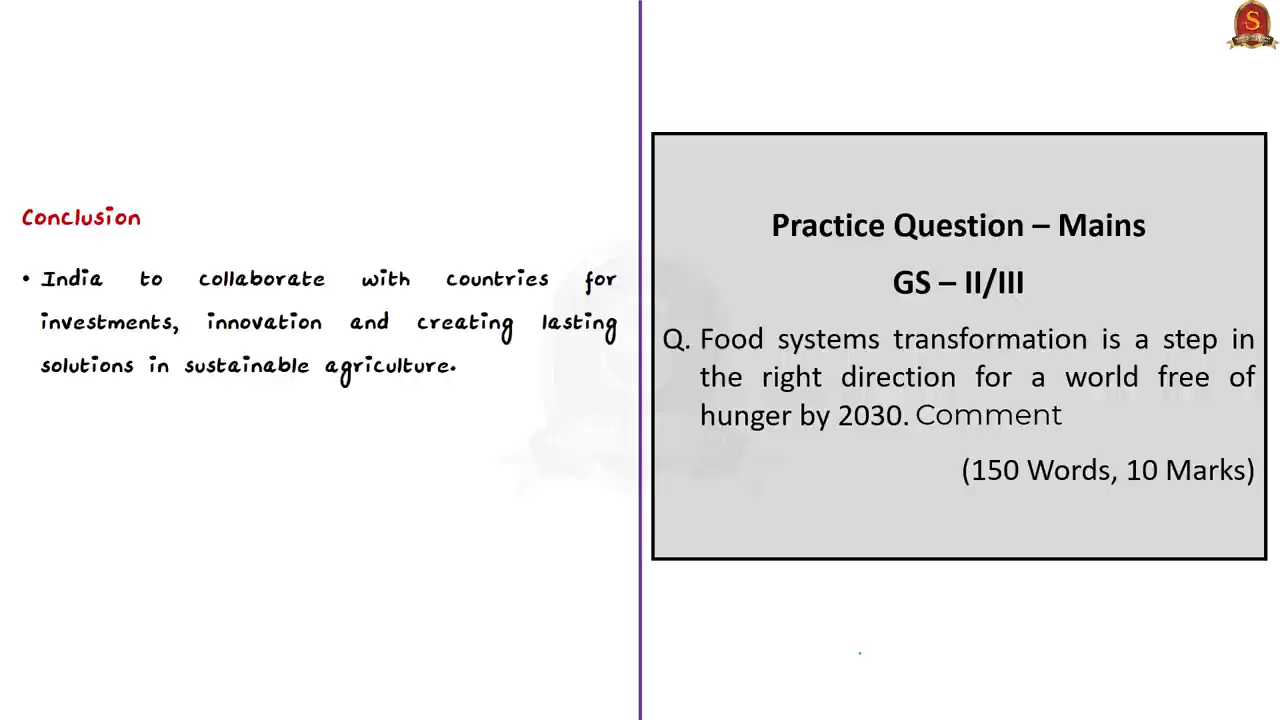 Conclusion
• India to collaborate with countries for
investments, innovation and creating lasting
solutions in sustainable agriculture.
S
Practice Question – Mains
GS – II/III
Q. Food systems transformation is a step in
the right direction for a world free of
hunger by 2030. Comment
(150 Words, 10 Marks)